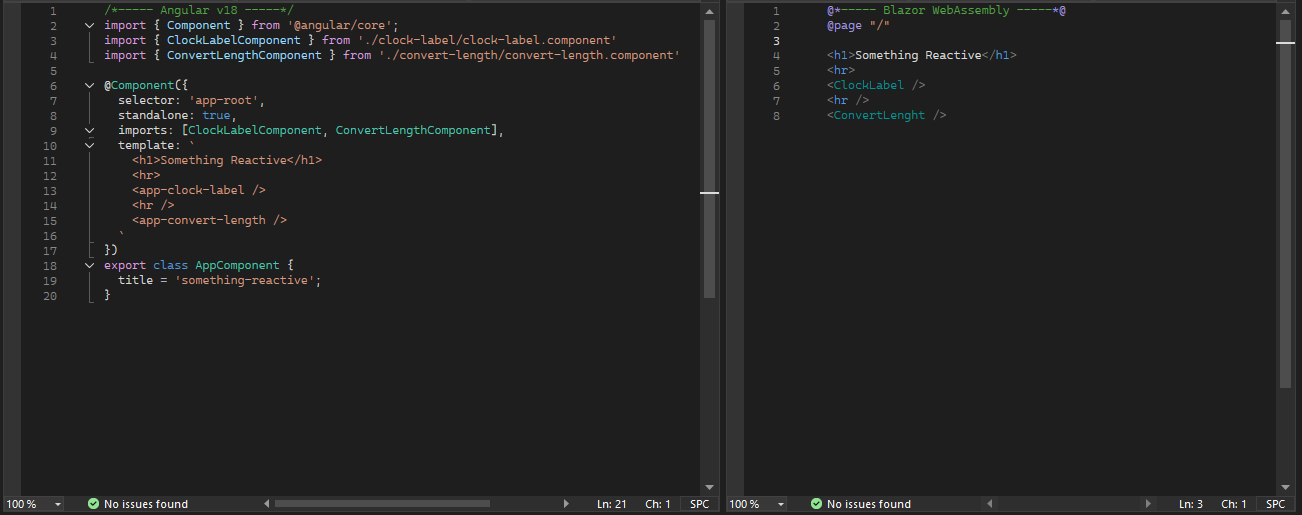 1 /*----- Angular v18 -----*/
2 import { Component } from '@angular/core';
3 import { ClockLabelComponent } from './clock-label/clock-label.component'
4 import { ConvertLengthComponent } from './convert-length/convert-length.component'
5
6 @Component({
7   selector: 'app-root',
8   standalone: true,
9   imports: [ClockLabelComponent, ConvertLengthComponent],
10   template: `
11     <h1>Something Reactive</h1>
12     <hr>
13     <app-clock-label />
14     <hr />
15     <app-convert-length />
16   `
17 })
18 export class AppComponent {
19   title = 'something-reactive';
20 }
100 % No issues found Ln: 21 Ch: 1 SPC
1 @*----- Blazor WebAssembly -----*@
2 @page "/"
3
4 <h1>Something Reactive</h1>
5 <hr>
6 <ClockLabel />
7 <hr />
8 <ConvertLenght />
100 % No issues found Ln: 3 Ch: 1 SPC